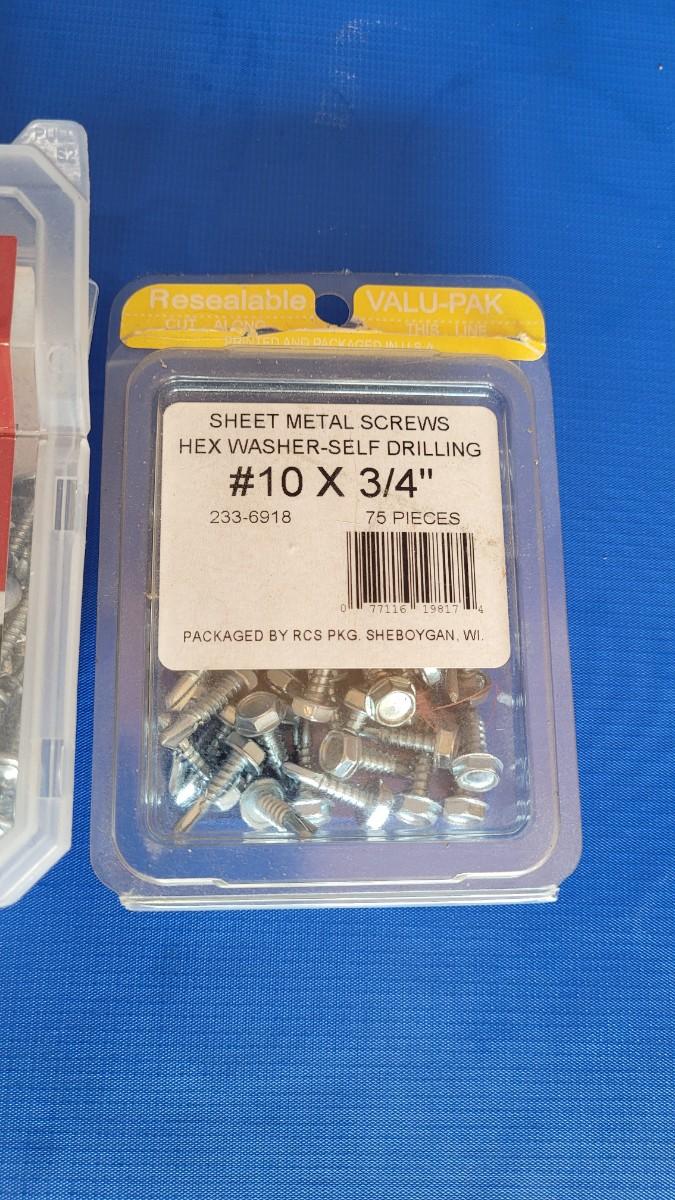 Resealable VALU-PAK
CUT ALONG THIS LINE
PRINTED AND PACKAGED IN U.S.A.
SHEET METAL SCREWS
HEX WASHER-SELF DRILLING
#10 X 3/4"
233-6918 75 PIECES
0 77116 19817 4
PACKAGED BY RCS PKG. SHEBOYGAN, WI.